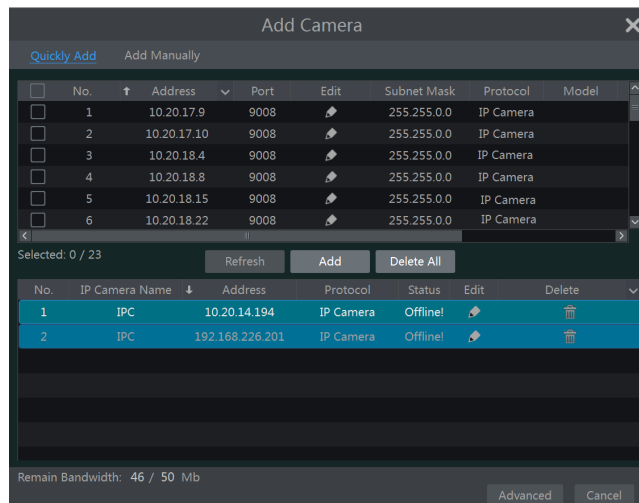 Add Camera
Quickly Add Add Manually
No. Address Port Edit Subnet Mask Protocol Model
1 10.20.17.9 9008 255.255.0.0 IP Camera
2 10.20.17.10 9008 255.255.0.0 IP Camera
3 10.20.18.4 9008 255.255.0.0 IP Camera
4 10.20.18.8 9008 255.255.0.0 IP Camera
5 10.20.18.15 9008 255.255.0.0 IP Camera
6 10.20.18.22 9008 255.255.0.0 IP Camera
Selected: 0 / 23 Refresh Add Delete All
No. IP Camera Name Address Protocol Status Edit Delete
1 IPC 10.20.14.194 IP Camera Offline!
2 IPC 192.168.226.201 IP Camera Offline!
Remain Bandwidth: 46 / 50 Mb
Advanced Cancel